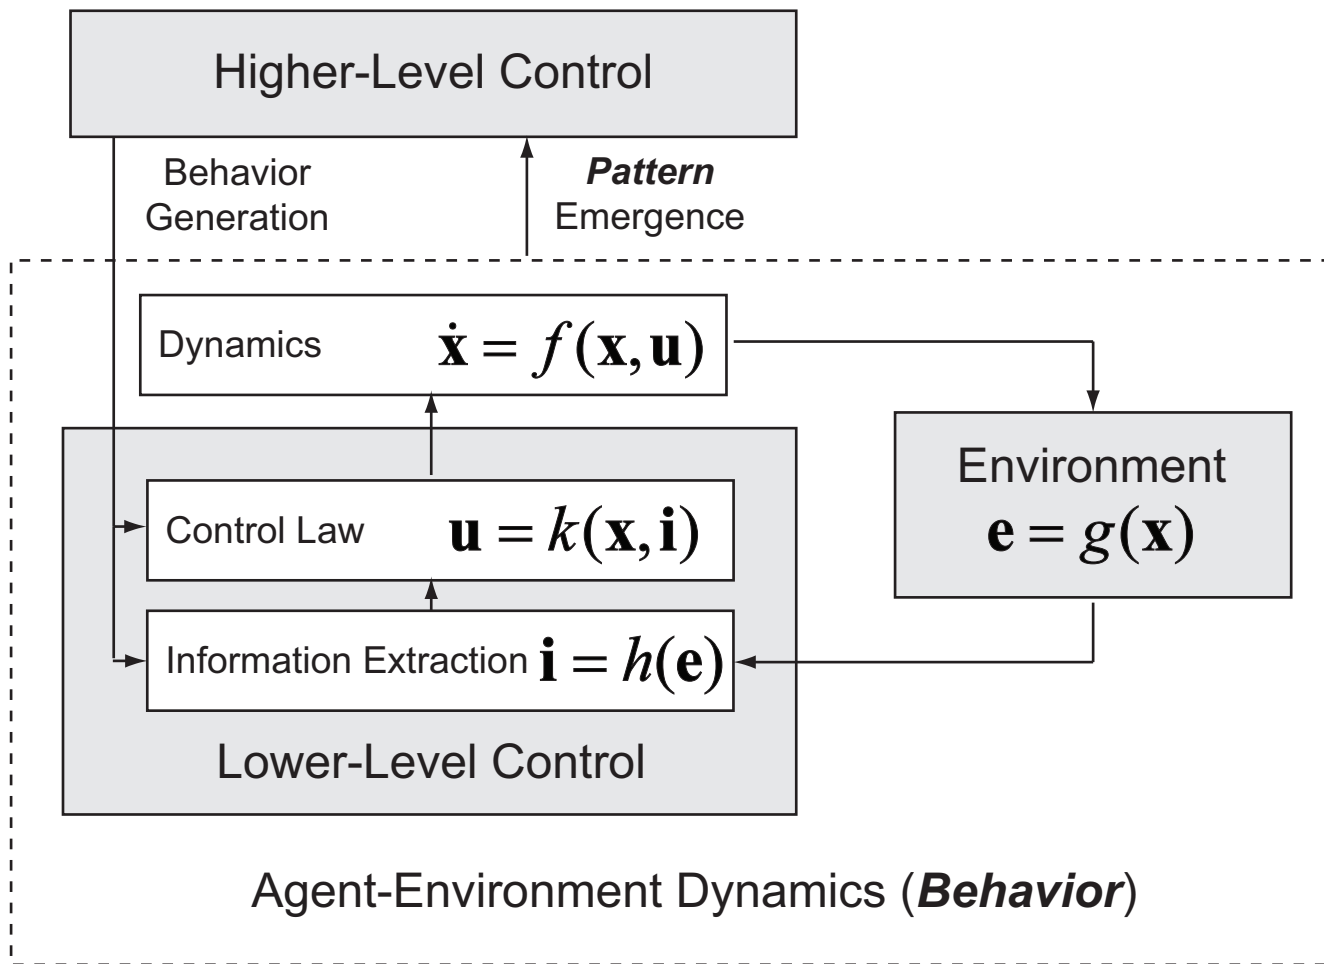 Higher-Level Control
Behavior
Generation
Pattern
Emergence
Dynamics ẋ = f(x, u)
Environment
e = g(x)
Control Law u = k(x, i)
Information Extraction i = h(e)
Lower-Level Control
Agent-Environment Dynamics (Behavior)